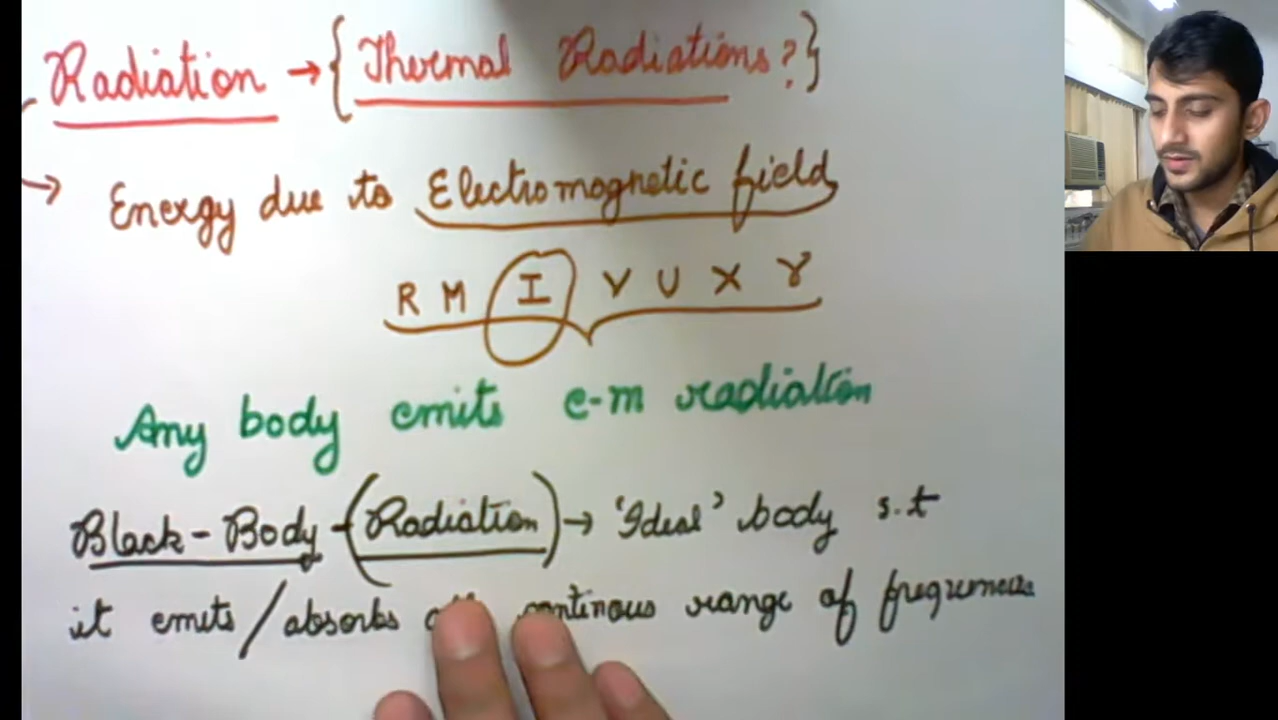 Radiation → {Thermal Radiations?}
→ Energy due to Electromagnetic field
R M I V U X γ
Any body emits e-m radiation
Black-Body (Radiation) → 'Ideal' body s.t
it emits/absorbs continous range of